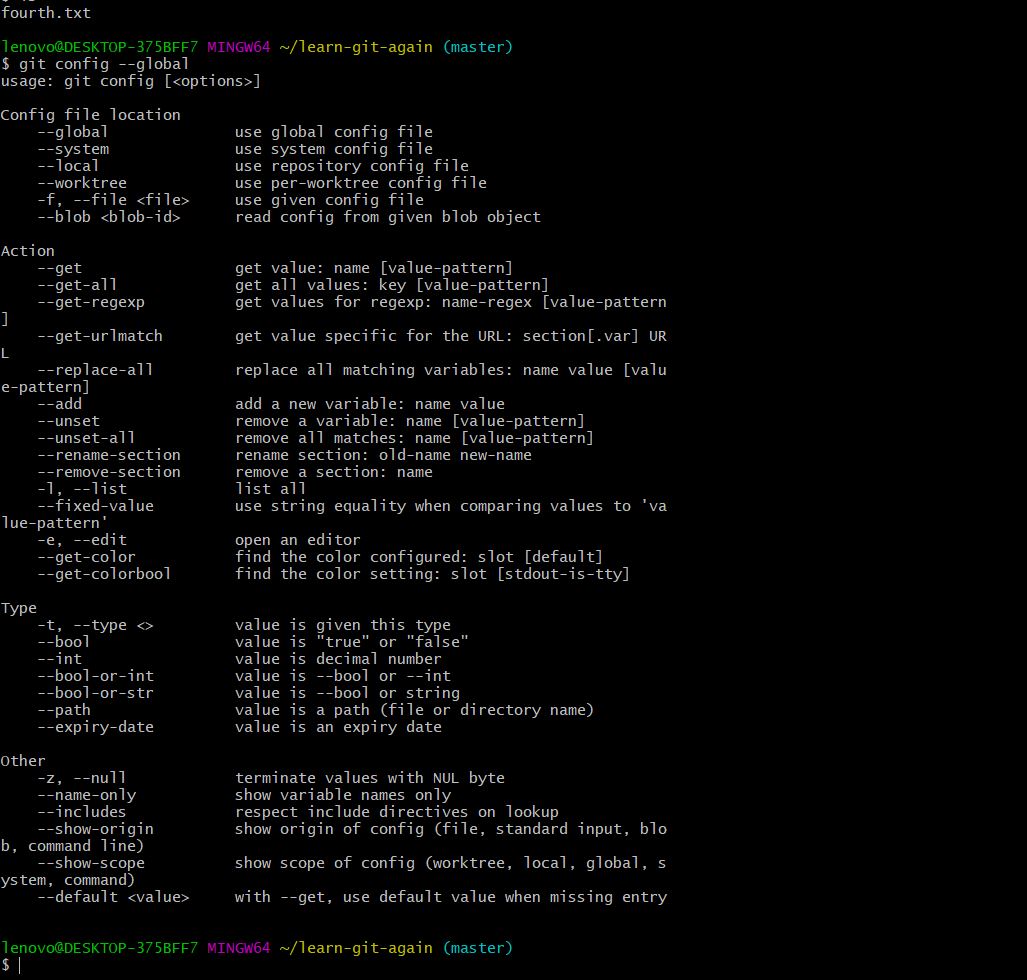 fourth.txt

lenovo@DESKTOP-375BFF7 MINGW64 ~/learn-git-again (master)
$ git config --global
usage: git config [<options>]

Config file location
    --global              use global config file
    --system              use system config file
    --local               use repository config file
    --worktree            use per-worktree config file
    -f, --file <file>     use given config file
    --blob <blob-id>      read config from given blob object

Action
    --get                 get value: name [value-pattern]
    --get-all             get all values: key [value-pattern]
    --get-regexp          get values for regexp: name-regex [value-pattern
]
    --get-urlmatch        get value specific for the URL: section[.var] UR
L
    --replace-all         replace all matching variables: name value [valu
e-pattern]
    --add                 add a new variable: name value
    --unset               remove a variable: name [value-pattern]
    --unset-all           remove all matches: name [value-pattern]
    --rename-section      rename section: old-name new-name
    --remove-section      remove a section: name
    -l, --list            list all
    --fixed-value         use string equality when comparing values to 'va
lue-pattern'
    -e, --edit            open an editor
    --get-color           find the color configured: slot [default]
    --get-colorbool       find the color setting: slot [stdout-is-tty]

Type
    -t, --type <>         value is given this type
    --bool                value is "true" or "false"
    --int                 value is decimal number
    --bool-or-int         value is --bool or --int
    --bool-or-str         value is --bool or string
    --path                value is a path (file or directory name)
    --expiry-date         value is an expiry date

Other
    -z, --null            terminate values with NUL byte
    --name-only           show variable names only
    --includes            respect include directives on lookup
    --show-origin         show origin of config (file, standard input, blo
b, command line)
    --show-scope          show scope of config (worktree, local, global, s
ystem, command)
    --default <value>     with --get, use default value when missing entry


lenovo@DESKTOP-375BFF7 MINGW64 ~/learn-git-again (master)
$